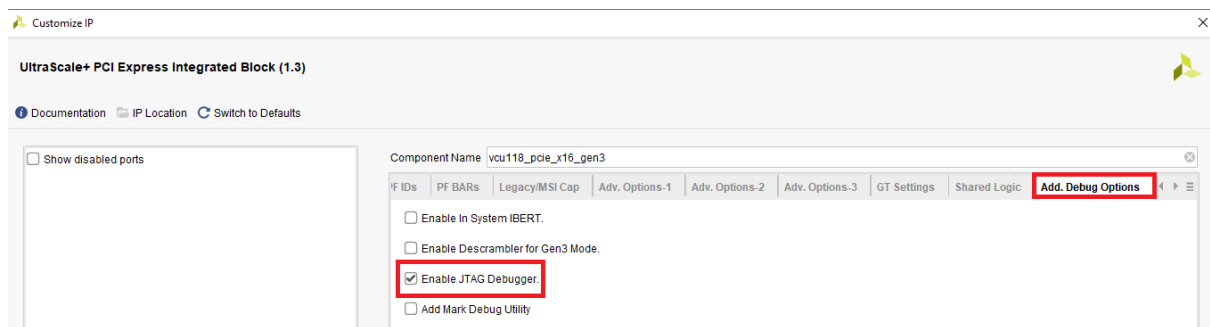 Customize IP
UltraScale+ PCI Express Integrated Block (1.3)
Documentation IP Location Switch to Defaults
Show disabled ports
Component Name vcu118_pcie_x16_gen3
PF IDs PF BARs Legacy/MSI Cap Adv. Options-1 Adv. Options-2 Adv. Options-3 GT Settings Shared Logic Add. Debug Options
Enable In System IBERT.
Enable Descrambler for Gen3 Mode.
Enable JTAG Debugger.
Add Mark Debug Utility